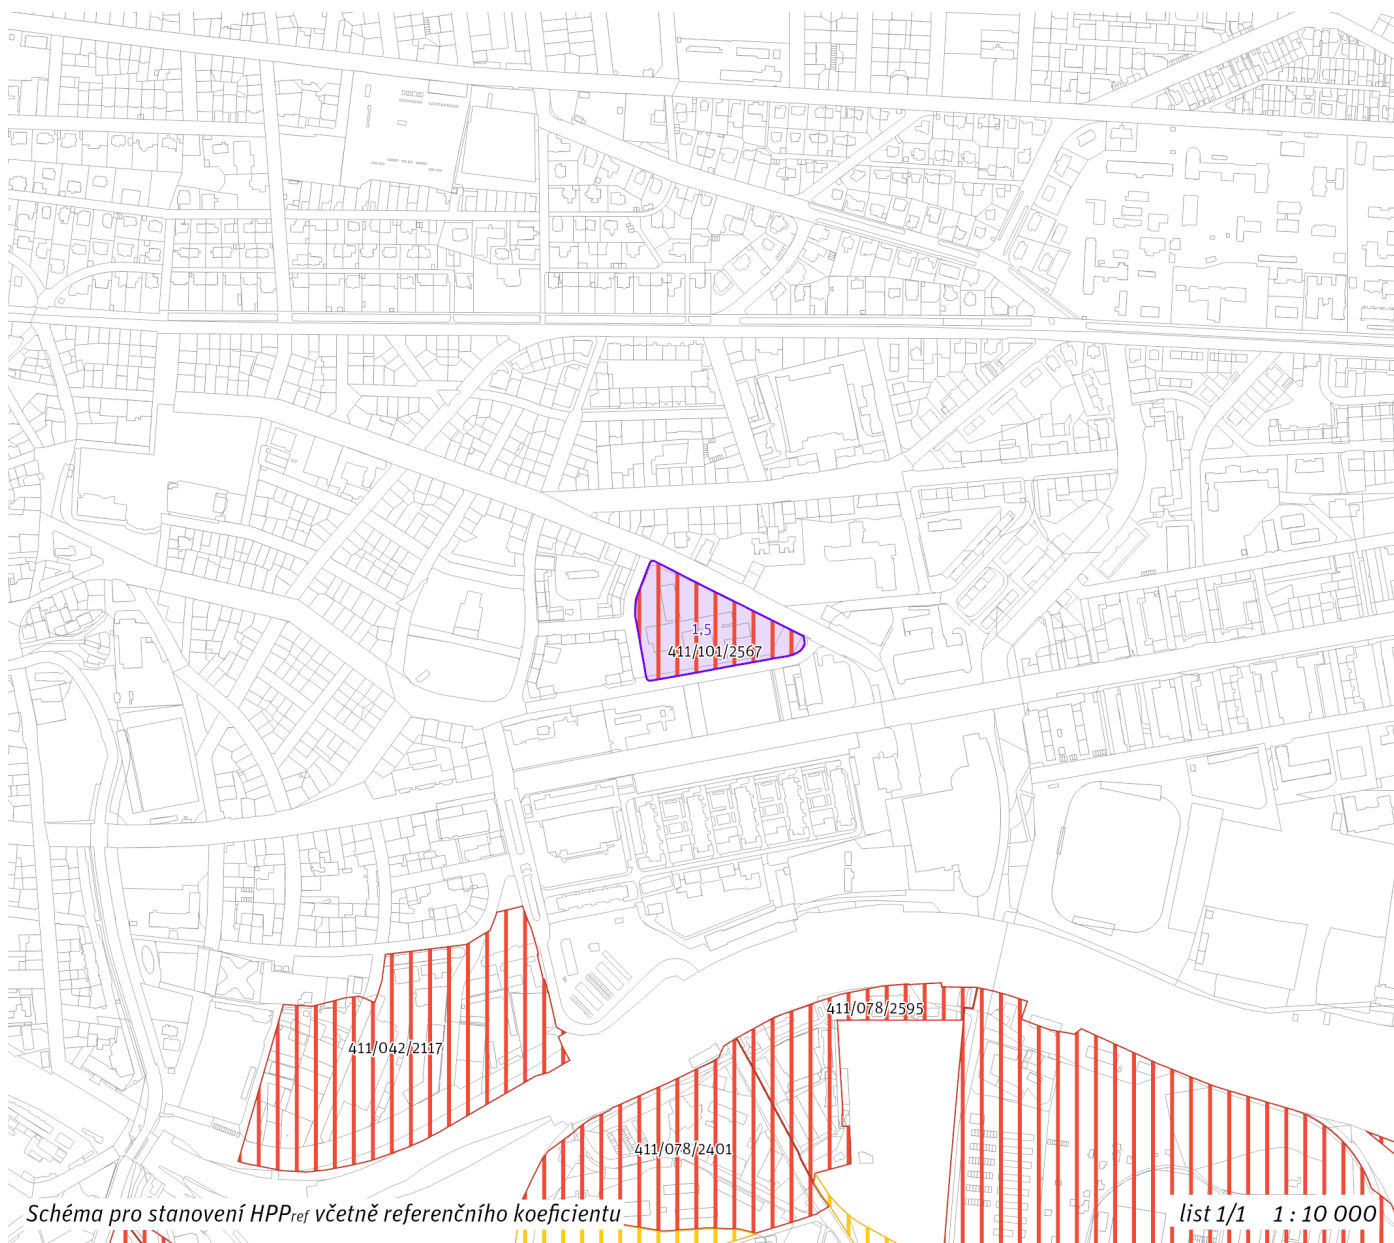 1,5
411/101/2567
411/078/2595
411/042/2117
411/078/2401
Schéma pro stanovení HPPref včetně referenčního koeficientu
list 1/1 1 : 10 000